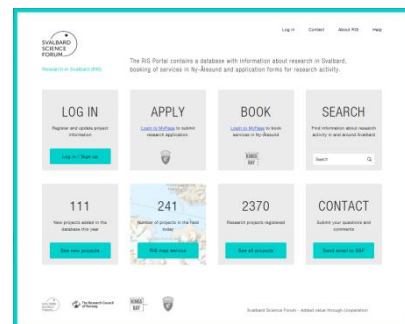 Log in Contact About RIS Help
SVALBARD
SCIENCE
FORUM
Research in Svalbard (RIS)
The RIS Portal contains a database with information about research in Svalbard,
booking of services in Ny-Ålesund and application forms for research activity.
LOG IN
Register and update project
information
Log in / Sign up
APPLY
Login to MyPage to submit
research application
BOOK
Login to MyPage to book
services in Ny-Ålesund
KINGS
BAY
SEARCH
Find information about research
activity in and around Svalbard
Search
111
New projects added in the
database this year
See new projects
241
Number of projects in the field
today
RIS map service
2370
Research projects registered
See all projects
CONTACT
Submit your questions and
comments
Send email to SSF
The Research Council
of Norway
KINGS
BAY
Svalbard Science Forum - Added value through cooperation